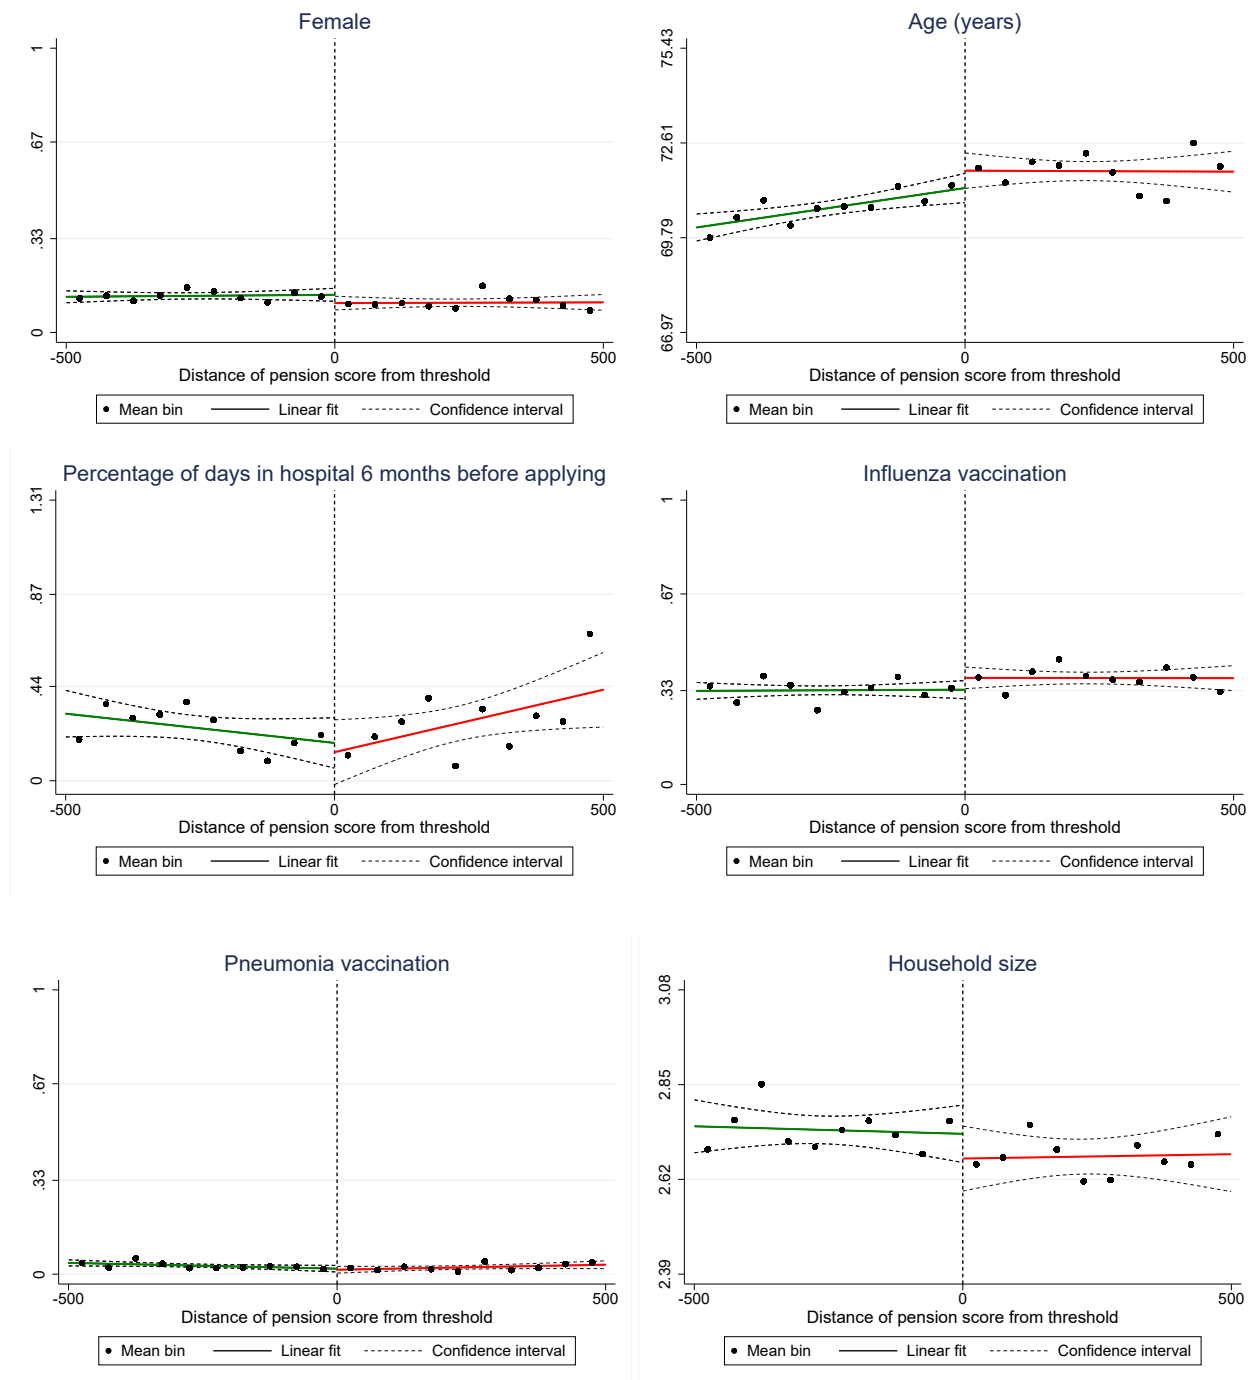 Female
1
.67
.33
0
-500
0
500
Distance of pension score from threshold
Mean bin
Linear fit
Confidence interval
Age (years)
75.43
72.61
69.79
66.97
-500
0
500
Distance of pension score from threshold
Mean bin
Linear fit
Confidence interval
Percentage of days in hospital 6 months before applying
1.31
.87
.44
0
-500
0
500
Distance of pension score from threshold
Mean bin
Linear fit
Confidence interval
Influenza vaccination
1
.67
.33
0
-500
0
500
Distance of pension score from threshold
Mean bin
Linear fit
Confidence interval
Pneumonia vaccination
1
.67
.33
0
-500
0
500
Distance of pension score from threshold
Mean bin
Linear fit
Confidence interval
Household size
3.08
2.85
2.62
2.39
-500
0
500
Distance of pension score from threshold
Mean bin
Linear fit
Confidence interval